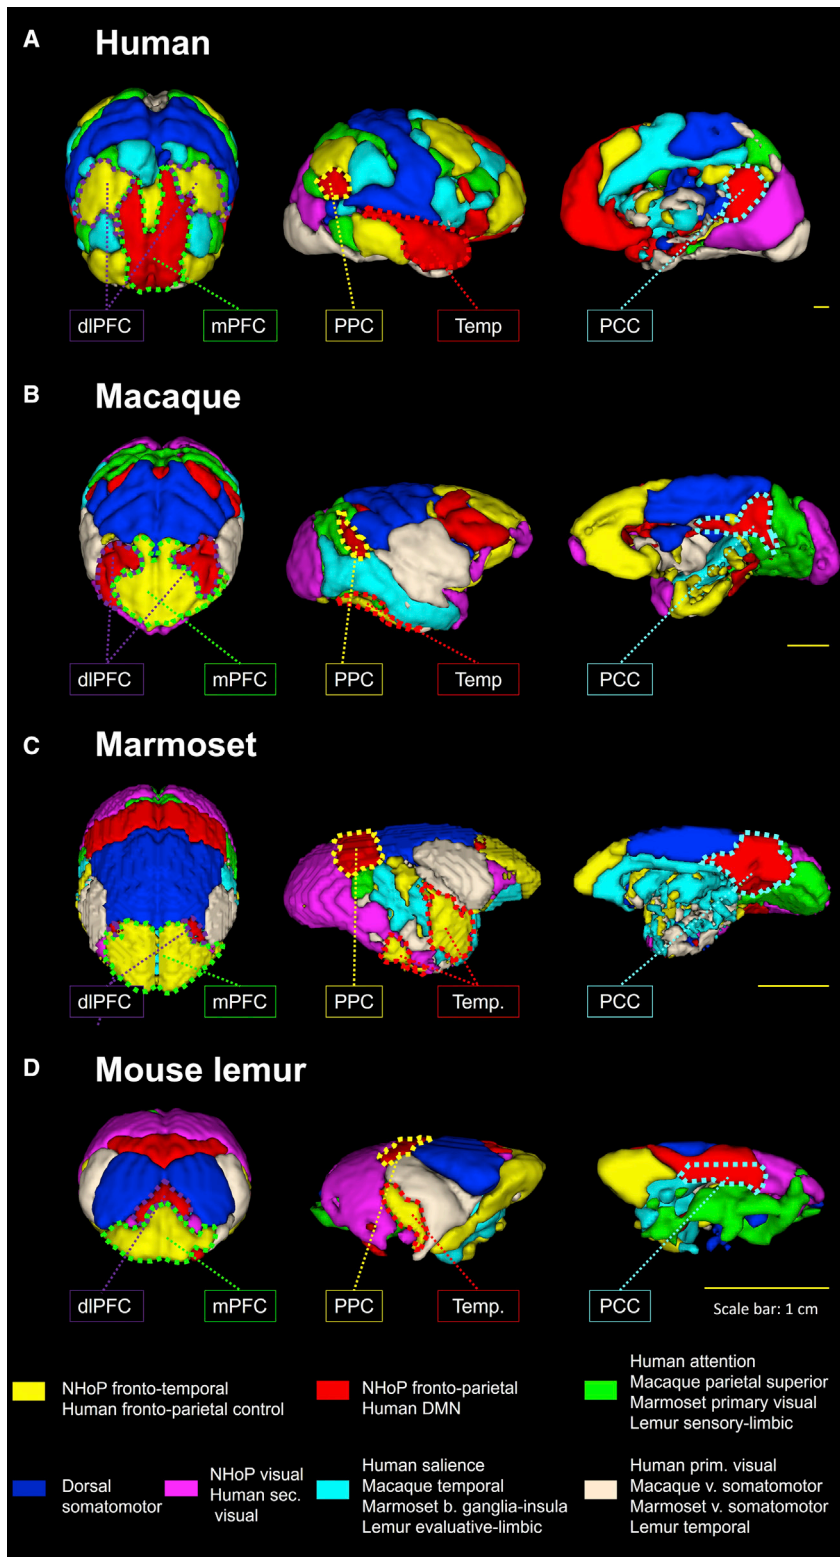 A Human
dlPFC mPFC PPC Temp PCC
B Macaque
dlPFC mPFC PPC Temp PCC
C Marmoset
dlPFC mPFC PPC Temp. PCC
D Mouse lemur
dlPFC mPFC PPC Temp. PCC
Scale bar: 1 cm
NHoP fronto-temporal
Human fronto-parietal control
NHoP fronto-parietal
Human DMN
Human attention
Macaque parietal superior
Marmoset primary visual
Lemur sensory-limbic
Dorsal
somatomotor
NHoP visual
Human sec.
visual
Human salience
Macaque temporal
Marmoset b. ganglia-insula
Lemur evaluative-limbic
Human prim. visual
Macaque v. somatomotor
Marmoset v. somatomotor
Lemur temporal